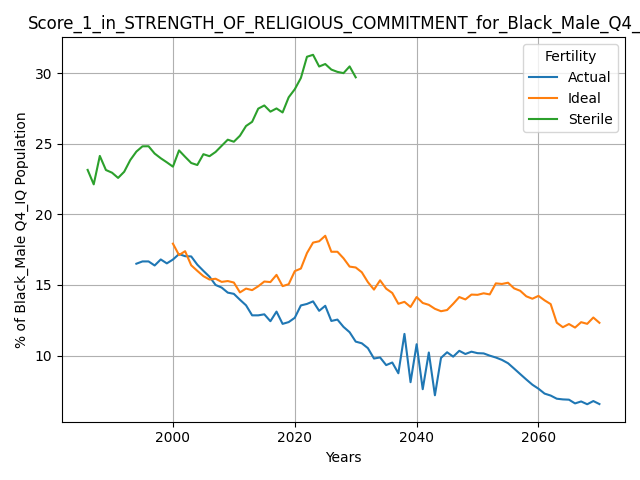 Score_1_in_STRENGTH_OF_RELIGIOUS_COMMITMENT_for_Black_Male_Q4_
Fertility
Actual
Ideal
Sterile
% of Black_Male Q4_IQ Population
30
25
20
15
10
2000 2020 2040 2060
Years